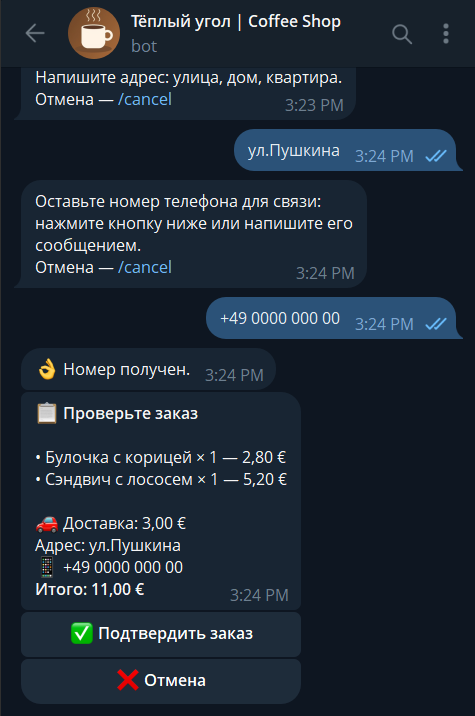 Тёплый угол | Coffee Shop
bot
Напишите адрес: улица, дом, квартира.
Отмена — /cancel
3:23 PM
ул.Пушкина 3:24 PM
Оставьте номер телефона для связи:
нажмите кнопку ниже или напишите его
сообщением.
Отмена — /cancel
3:24 PM
+49 0000 000 00 3:24 PM
👌 Номер получен. 3:24 PM
📋 Проверьте заказ
• Булочка с корицей × 1 — 2,80 €
• Сэндвич с лососем × 1 — 5,20 €
🚗 Доставка: 3,00 €
Адрес: ул.Пушкина
📱 +49 0000 000 00
Итого: 11,00 €
3:24 PM
✅ Подтвердить заказ
❌ Отмена